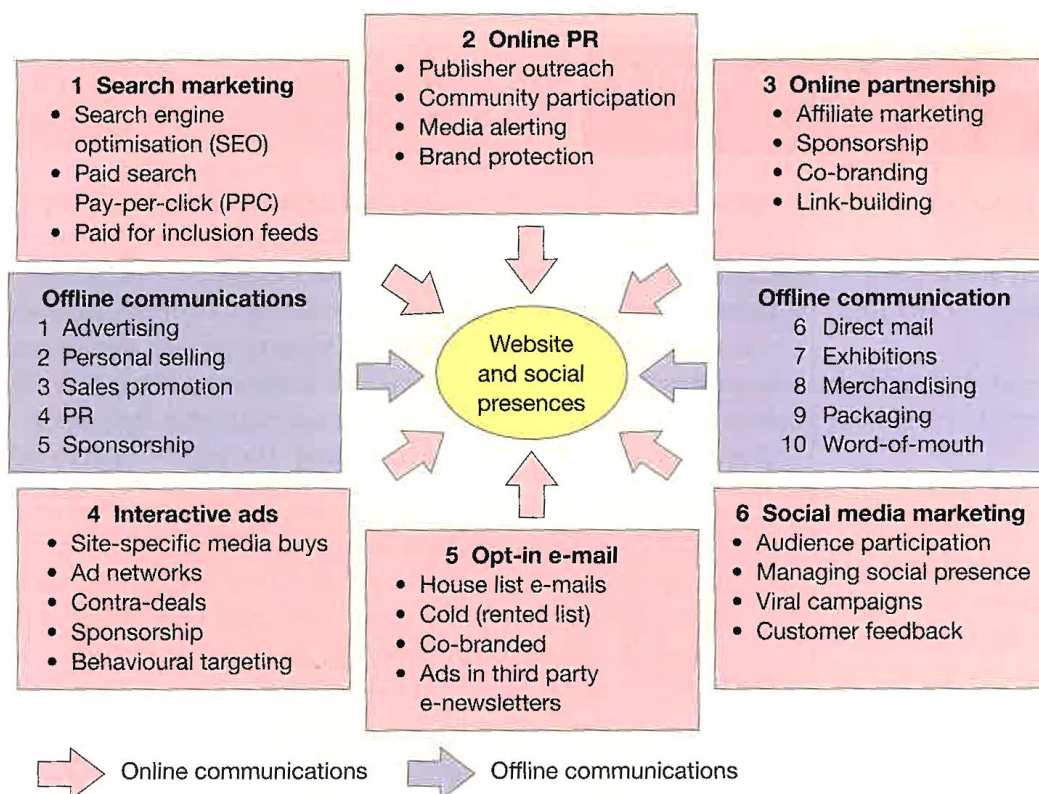 1 Search marketing
• Search engine
optimisation (SEO)
• Paid search
Pay-per-click (PPC)
• Paid for inclusion feeds
2 Online PR
• Publisher outreach
• Community participation
• Media alerting
• Brand protection
3 Online partnership
• Affiliate marketing
• Sponsorship
• Co-branding
• Link-building
Offline communications
1 Advertising
2 Personal selling
3 Sales promotion
4 PR
5 Sponsorship
Website
and social
presences
Offline communication
6 Direct mail
7 Exhibitions
8 Merchandising
9 Packaging
10 Word-of-mouth
4 Interactive ads
• Site-specific media buys
• Ad networks
• Contra-deals
• Sponsorship
• Behavioural targeting
5 Opt-in e-mail
• House list e-mails
• Cold (rented list)
• Co-branded
• Ads in third party
e-newsletters
6 Social media marketing
• Audience participation
• Managing social presence
• Viral campaigns
• Customer feedback
Online communications
Offline communications